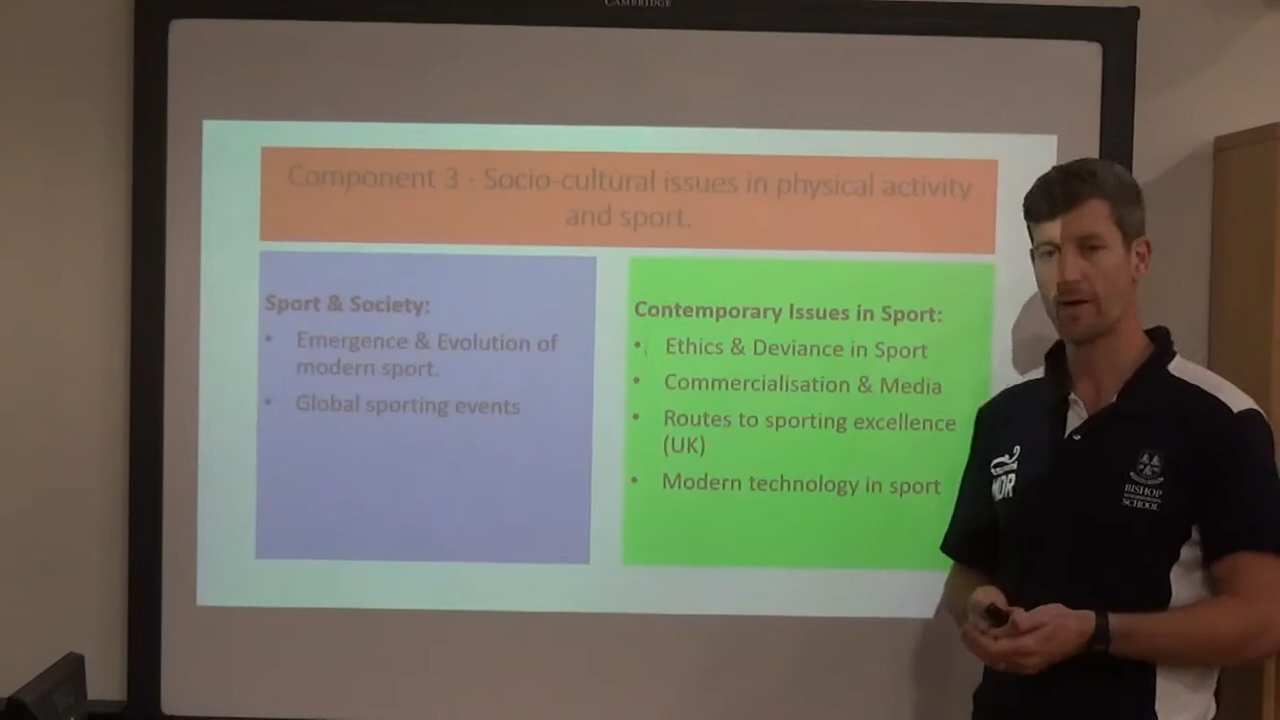 CAMBRIDGE
Component 3 - Socio-cultural issues in physical activity
and sport.
Sport & Society:
• Emergence & Evolution of
modern sport.
• Global sporting events
Contemporary Issues in Sport:
• Ethics & Deviance in Sport
• Commercialisation & Media
• Routes to sporting excellence
(UK)
• Modern technology in sport
MDR
BISHOP
SCHOOL